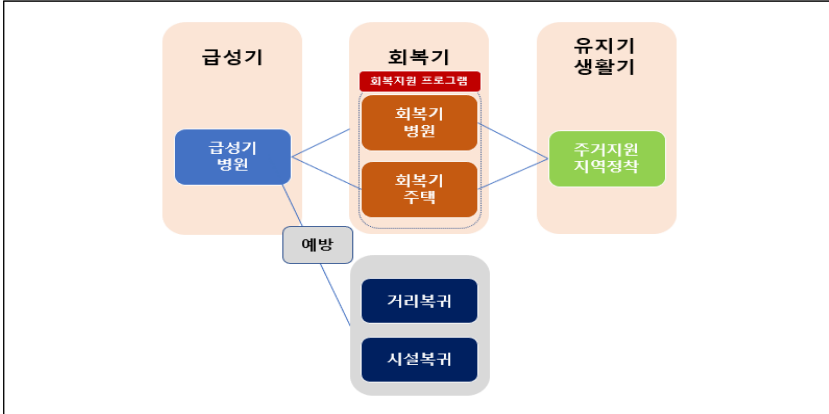 급성기
회복기
유지기
생활기
회복지원 프로그램
회복기
병원
급성기
병원
주거지원
지역정착
회복기
주택
예방
거리복귀
시설복귀